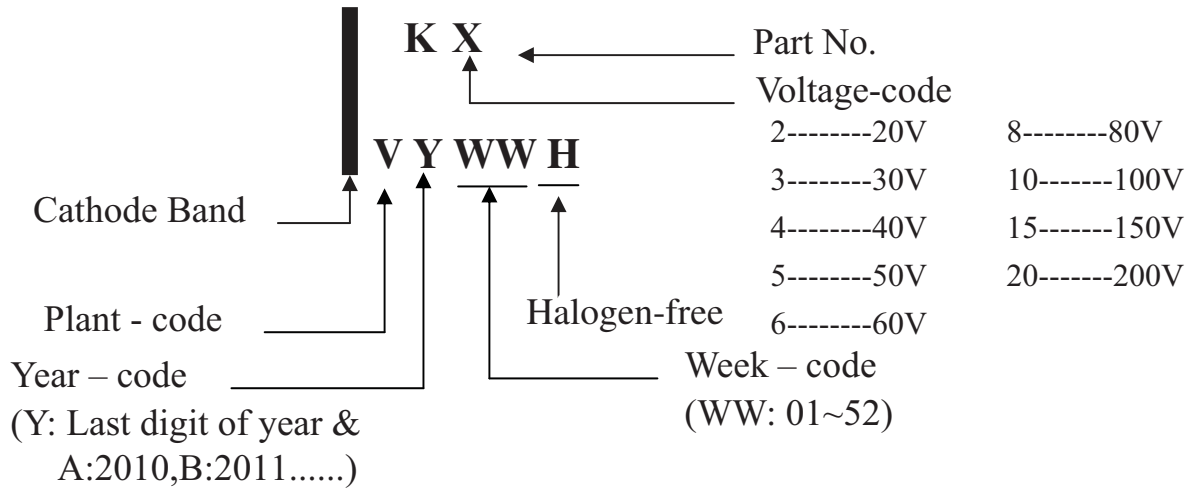 K X
Part No.
Voltage-code
2--------20V 8--------80V
V Y WW H
3--------30V 10-------100V
Cathode Band
4--------40V 15-------150V
5--------50V 20-------200V
Plant - code
Halogen-free
6--------60V
Year – code
Week – code
(Y: Last digit of year &
(WW: 01~52)
A:2010,B:2011......)